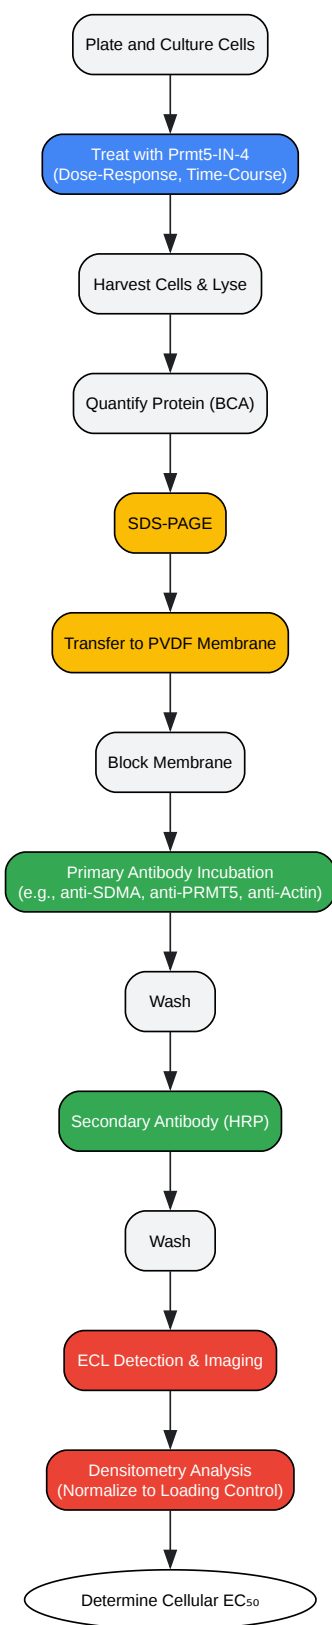 Plate and Culture Cells
Treat with Prmt5-IN-4
(Dose-Response, Time-Course)
Harvest Cells & Lyse
Quantify Protein (BCA)
SDS-PAGE
Transfer to PVDF Membrane
Block Membrane
Primary Antibody Incubation
(e.g., anti-SDMA, anti-PRMT5, anti-Actin)
Wash
Secondary Antibody (HRP)
Wash
ECL Detection & Imaging
Densitometry Analysis
(Normalize to Loading Control)
Determine Cellular EC₅₀